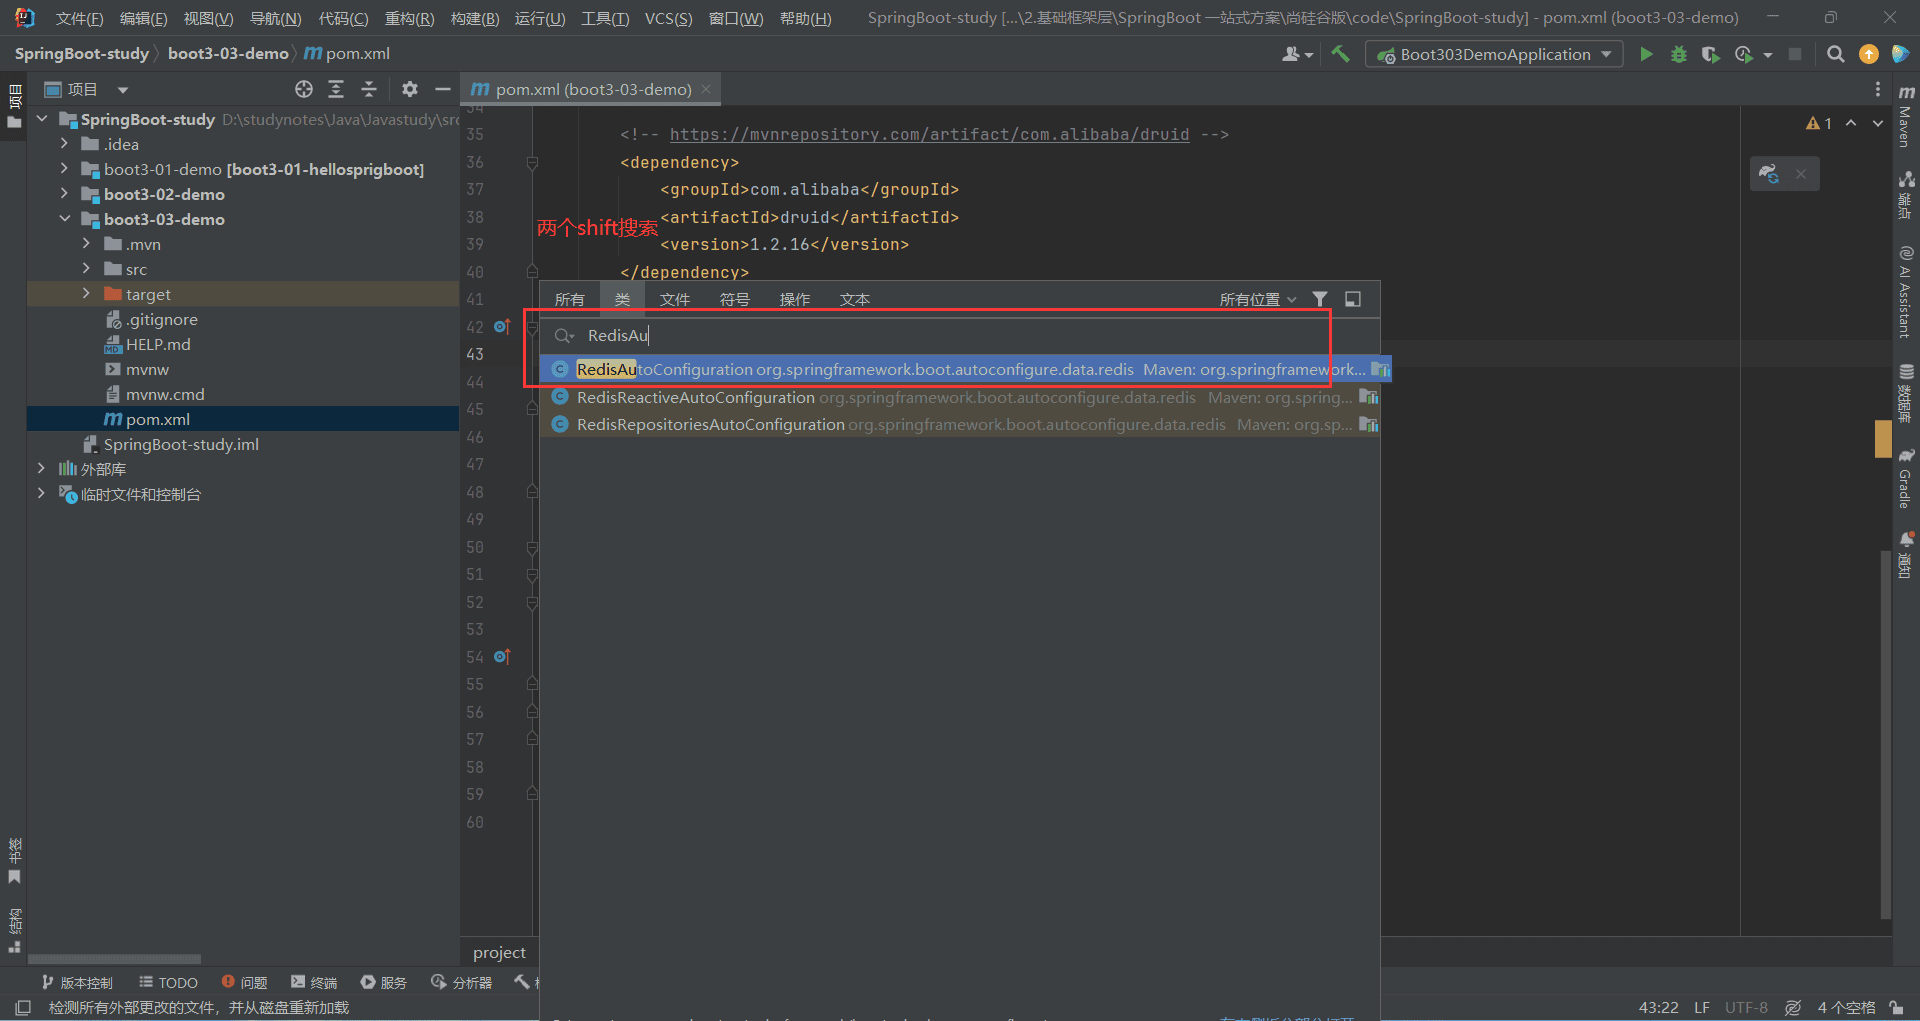 文件(F) 编辑(E) 视图(V) 导航(N) 代码(C) 重构(R) 构建(B) 运行(U) 工具(T) VCS(S) 窗口(W) 帮助(H) SpringBoot-study [...\2.基础框架层\SpringBoot 一站式方案\尚硅谷版\code\SpringBoot-study] - pom.xml (boot3-03-demo)
SpringBoot-study boot3-03-demo pom.xml Boot303DemoApplication
项目 pom.xml (boot3-03-demo)
项目
SpringBoot-study D:\studynotes\Java\Javastudy\src
.idea
boot3-01-demo [boot3-01-hellosprigboot]
boot3-02-demo
boot3-03-demo
.mvn
src
target
.gitignore
HELP.md
mvnw
mvnw.cmd
pom.xml
SpringBoot-study.iml
外部库
临时文件和控制台
书签
结构
34
35 <!-- https://mvnrepository.com/artifact/com.alibaba/druid -->
36 <dependency>
37 <groupId>com.alibaba</groupId>
38 <artifactId>druid</artifactId>
两个shift搜索
39 <version>1.2.16</version>
40 </dependency>
41
42
43
44
45
46
47
48
49
50
51
52
53
54
55
56
57
58
59
60
1
所有 类 文件 符号 操作 文本 所有位置
RedisAu
RedisAutoConfiguration org.springframework.boot.autoconfigure.data.redis Maven: org.springframework...
RedisReactiveAutoConfiguration org.springframework.boot.autoconfigure.data.redis Maven: org.spring...
RedisRepositoriesAutoConfiguration org.springframework.boot.autoconfigure.data.redis Maven: org.sp...
Maven
端点
AI Assistant
数据库
Gradle
通知
project
版本控制 TODO 问题 终端 服务 分析器
检测所有外部更改的文件，并从磁盘重新加载 43:22 LF UTF-8 4 个空格